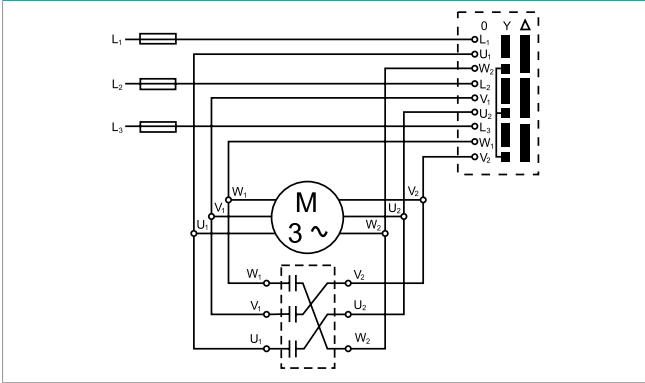 0 Y Δ
L1 L1
U1
W2
L2 L2
V1
U2
L3 L3
W1
V2
W1 V2
V1 M U2
U1 3 ~ W2
W1 V2
V1 U2
U1 W2